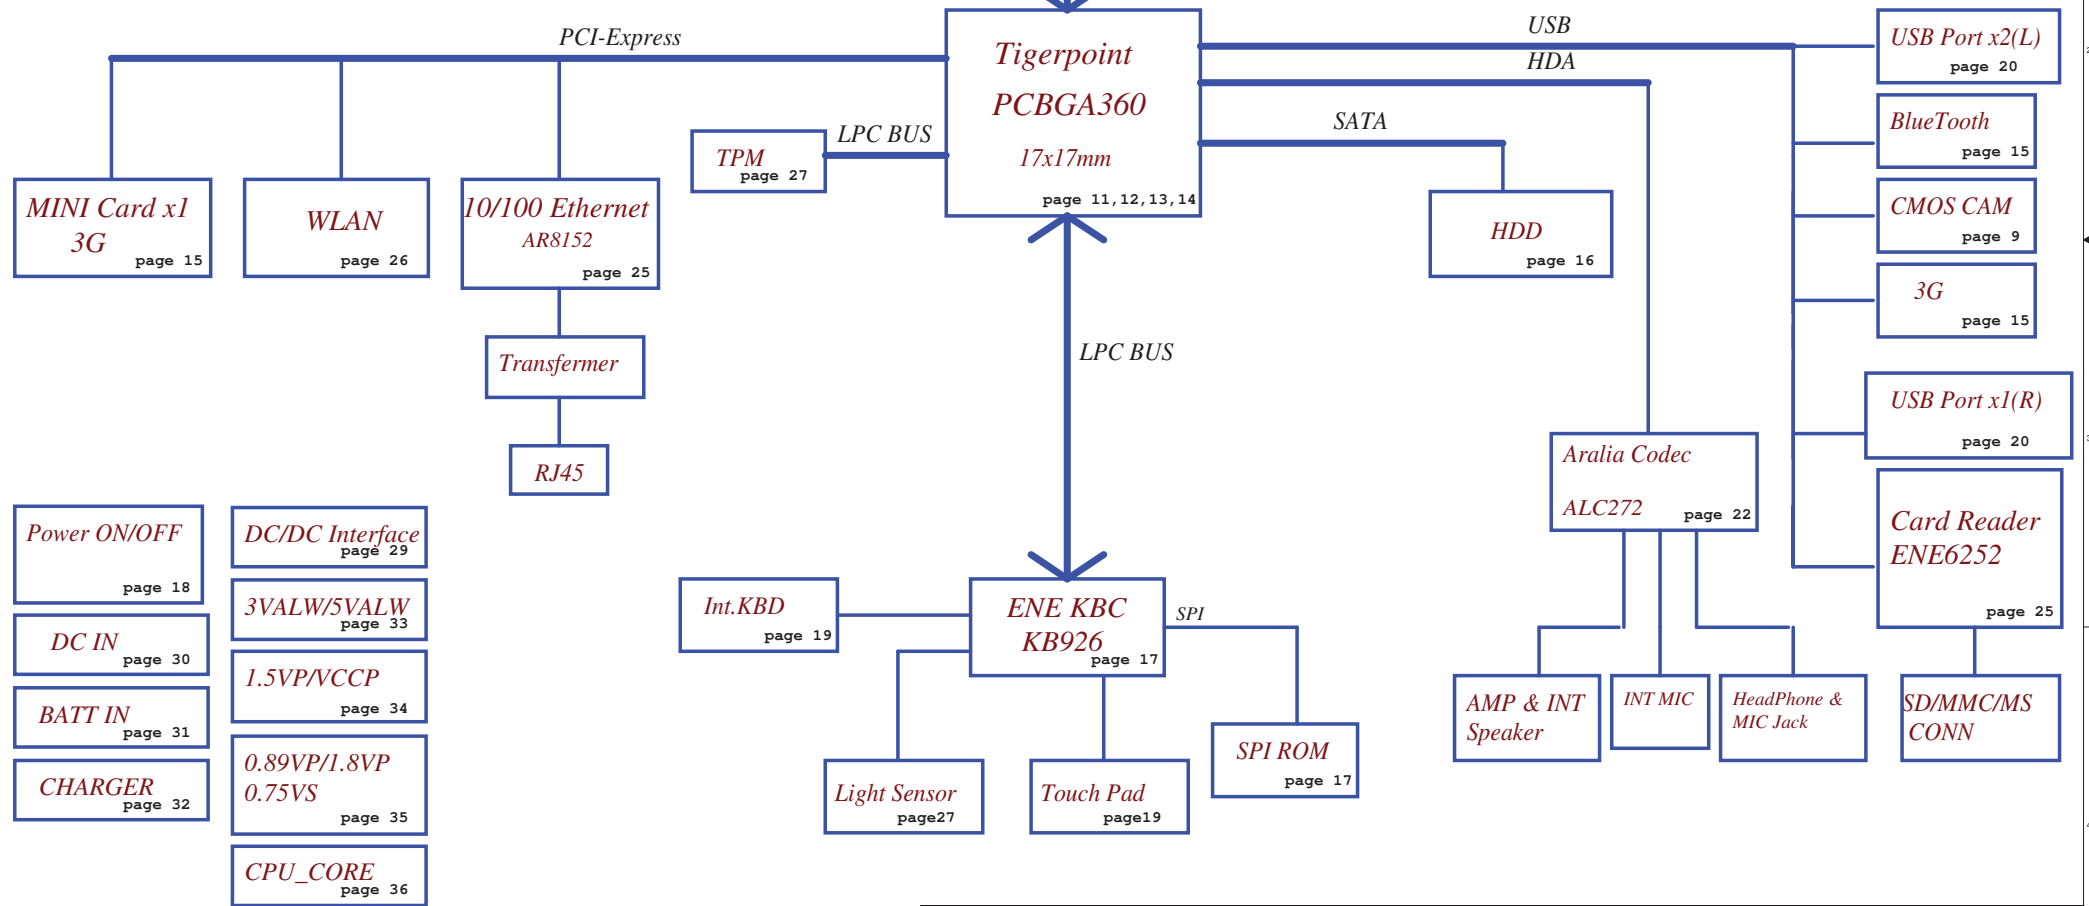 PCI-Express
Tigerpoint
PCBGA360
17x17mm
page 11,12,13,14
USB
HDA
SATA
LPC BUS
TPM
page 27
MINI Card x1
3G
page 15
WLAN
page 26
10/100 Ethernet
AR8152
page 25
Transfermer
RJ45
HDD
page 16
USB Port x2(L)
page 20
BlueTooth
page 15
CMOS CAM
page 9
3G
page 15
USB Port x1(R)
page 20
Card Reader
ENE6252
page 25
SD/MMC/MS
CONN
LPC BUS
Aralia Codec
ALC272
page 22
AMP & INT
Speaker
INT MIC
HeadPhone &
MIC Jack
ENE KBC
KB926
page 17
Int.KBD
page 19
SPI
SPI ROM
page 17
Light Sensor
page27
Touch Pad
page19
Power ON/OFF
page 18
DC IN
page 30
BATT IN
page 31
CHARGER
page 32
DC/DC Interface
page 29
3VALW/5VALW
page 33
1.5VP/VCCP
page 34
0.89VP/1.8VP
0.75VS
page 35
CPU_CORE
page 36